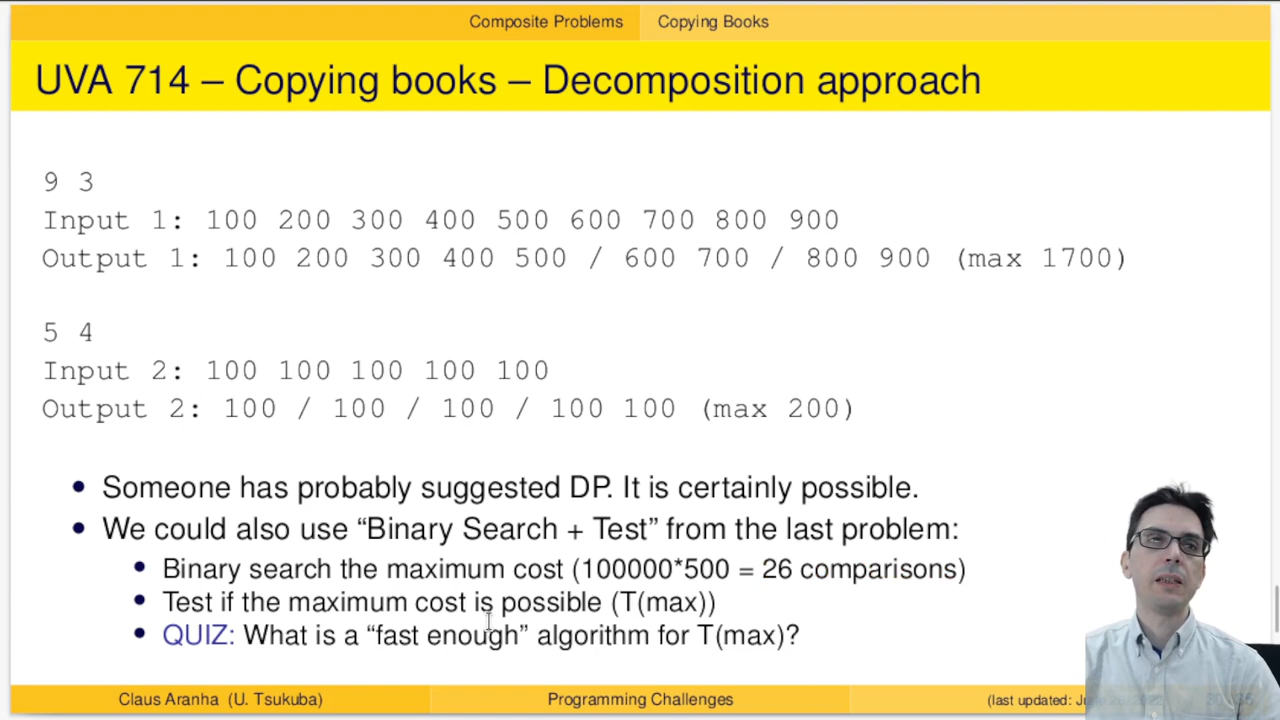 Composite Problems Copying Books
UVA 714 – Copying books – Decomposition approach
9 3
Input 1: 100 200 300 400 500 600 700 800 900
Output 1: 100 200 300 400 500 / 600 700 / 800 900 (max 1700)
5 4
Input 2: 100 100 100 100 100
Output 2: 100 / 100 / 100 / 100 100 (max 200)
• Someone has probably suggested DP. It is certainly possible.
• We could also use “Binary Search + Test” from the last problem:
• Binary search the maximum cost (100000*500 = 26 comparisons)
• Test if the maximum cost is possible (T(max))
• QUIZ: What is a “fast enough” algorithm for T(max)?
Claus Aranha (U. Tsukuba) Programming Challenges (last updated: